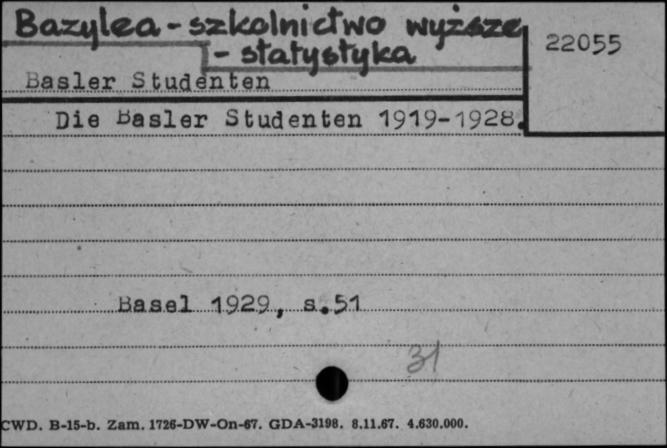 Bazylea - szkolnictwo wyższe
- statystyka
22055
Basler Studenten
Die Basler Studenten 1919-1928.
Basel 1929, s.51
31
CWD. B-15-b. Zam. 1726-DW-On-67. GDA-3198. 8.11.67. 4.630.000.